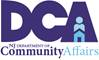 DCA
NJ DEPARTMENT OF
Community Affairs